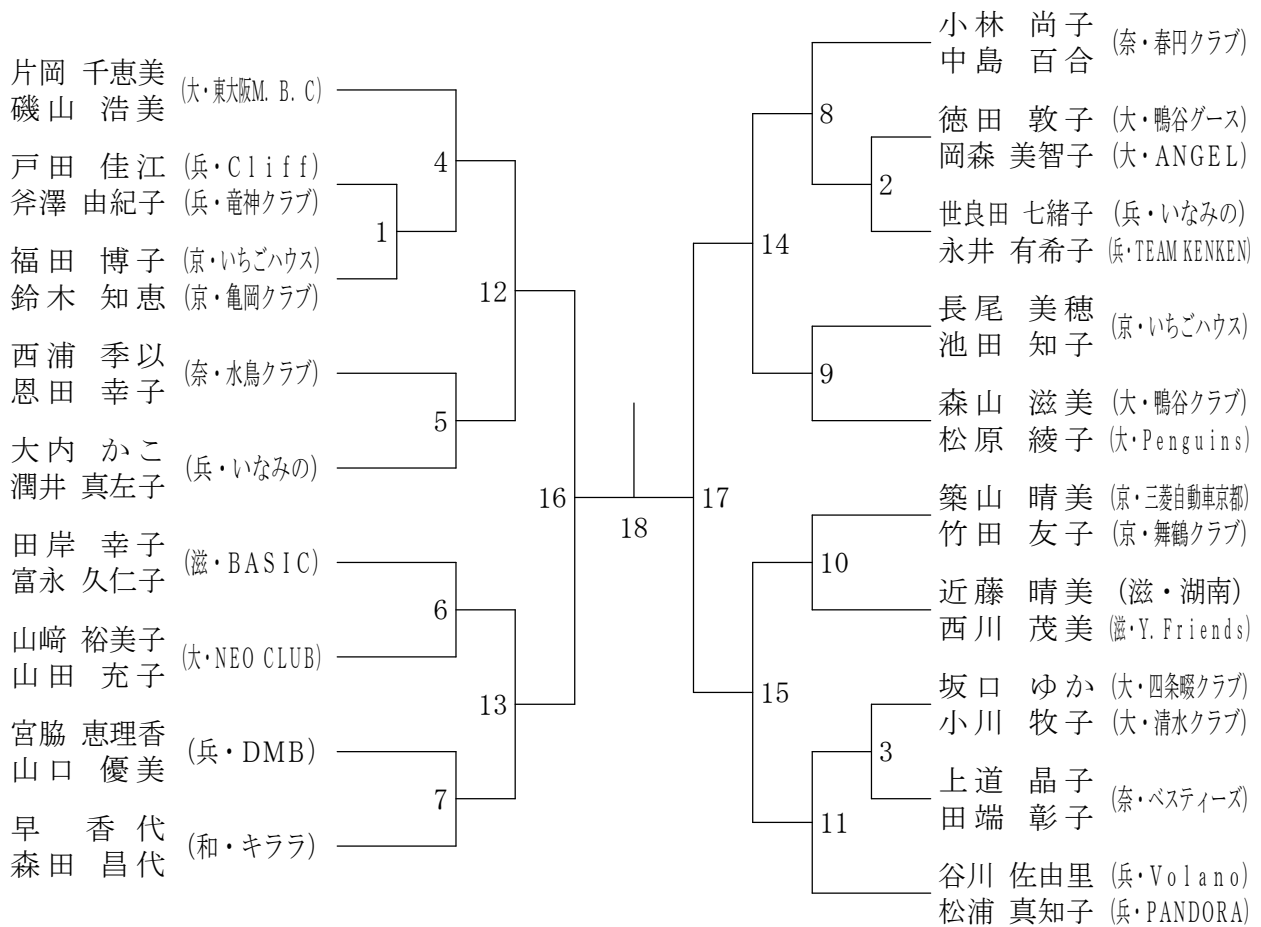 片岡 千恵美 (大・東大阪M.B.C)
磯山 浩美
戸田 佳江 (兵・Cliff)
斧澤 由紀子 (兵・竜神クラブ)
福田 博子 (京・いちごハウス)
鈴木 知恵 (京・亀岡クラブ)
西浦 季以 (奈・水鳥クラブ)
恩田 幸子
大内 かこ (兵・いなみの)
潤井 真左子
田岸 幸子 (滋・BASIC)
富永 久仁子
山﨑 裕美子 (大・NEO CLUB)
山田 充子
宮脇 恵理香 (兵・DMB)
山口 優美
早 香代 (和・キララ)
森田 昌代
4
1
12
5
16
6
13
7
18
17
14
8
2
9
10
15
3
11
小林 尚子 (奈・春円クラブ)
中島 百合
徳田 敦子 (大・鴨谷グース)
岡森 美智子 (大・ANGEL)
世良田 七緒子 (兵・いなみの)
永井 有希子 (兵・TEAM KENKEN)
長尾 美穂 (京・いちごハウス)
池田 知子
森山 滋美 (大・鴨谷クラブ)
松原 綾子 (大・Penguins)
築山 晴美 (京・三菱自動車京都)
竹田 友子 (京・舞鶴クラブ)
近藤 晴美 (滋・湖南)
西川 茂美 (滋・Y.Friends)
坂口 ゆか (大・四条畷クラブ)
小川 牧子 (大・清水クラブ)
上道 晶子 (奈・ベスティーズ)
田端 彰子
谷川 佐由里 (兵・Volano)
松浦 真知子 (兵・PANDORA)